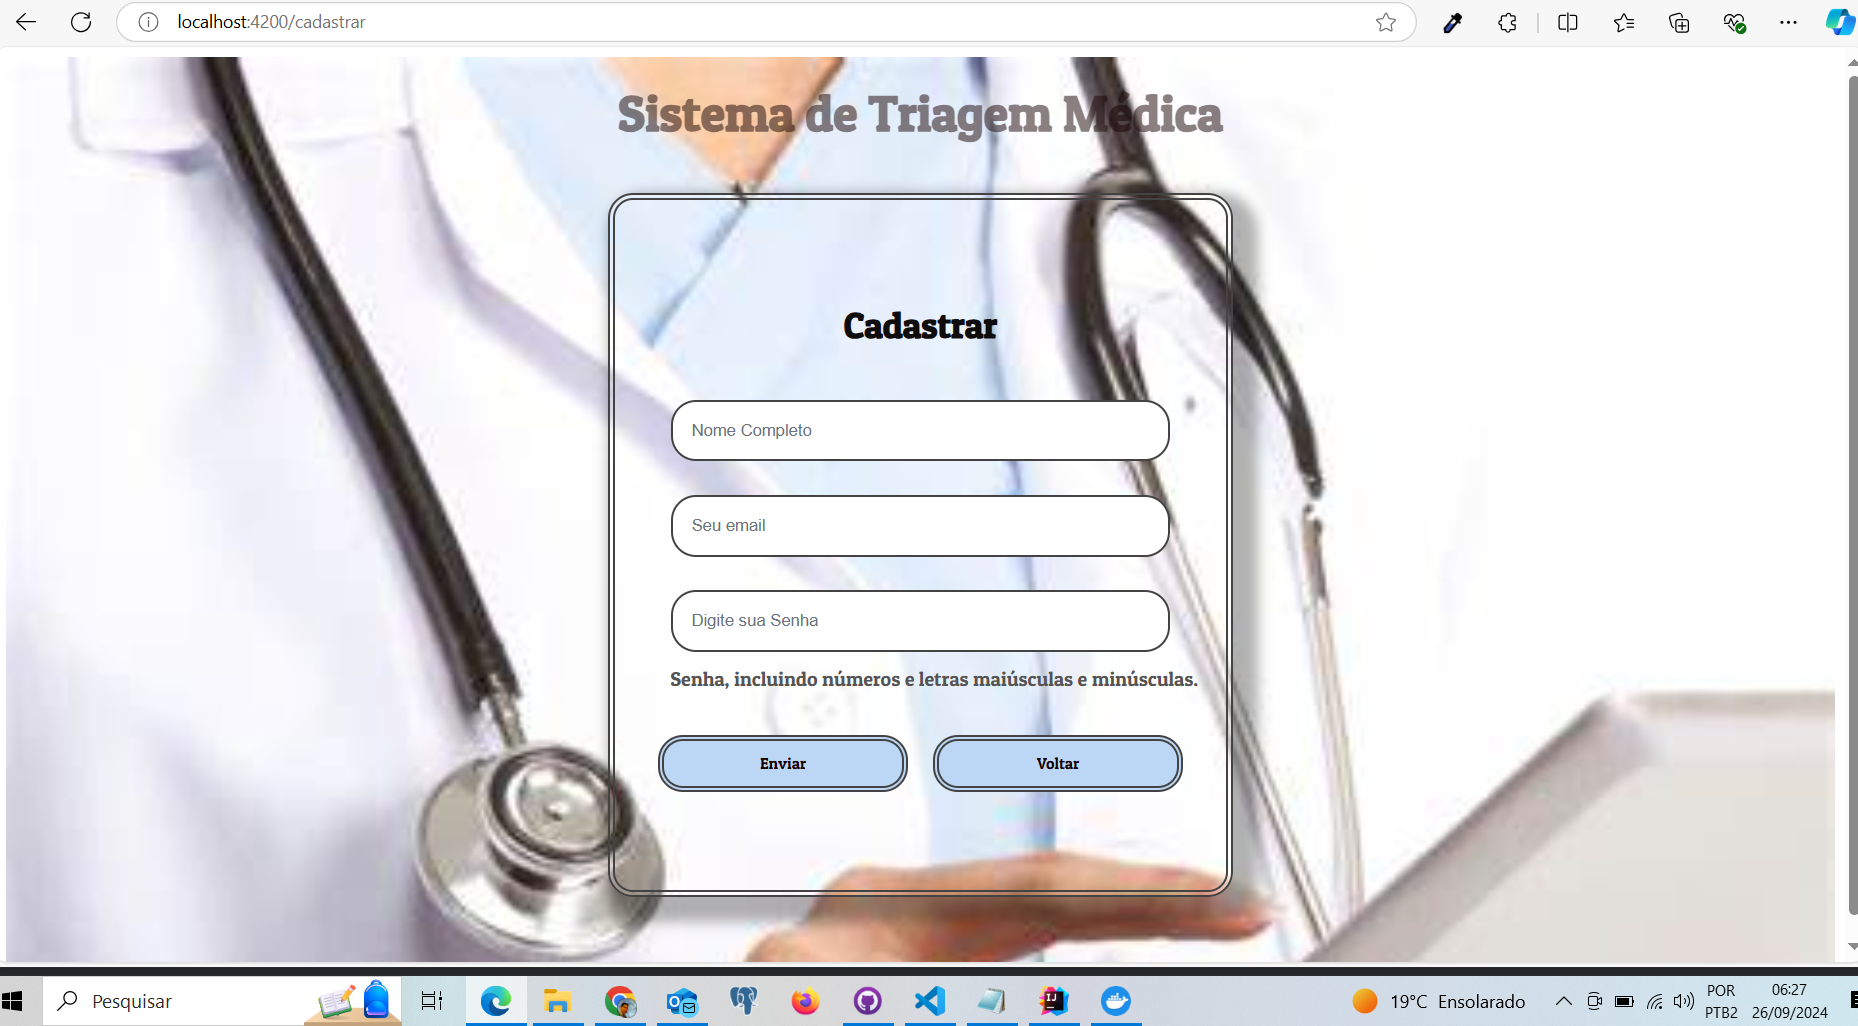 localhost:4200/cadastrar
Sistema de Triagem Médica
Cadastrar
Nome Completo
Seu email
Digite sua Senha
Senha, incluindo números e letras maiúsculas e minúsculas.
Enviar
Voltar
Pesquisar
19°C Ensolarado
POR
PTB2
06:27
26/09/2024